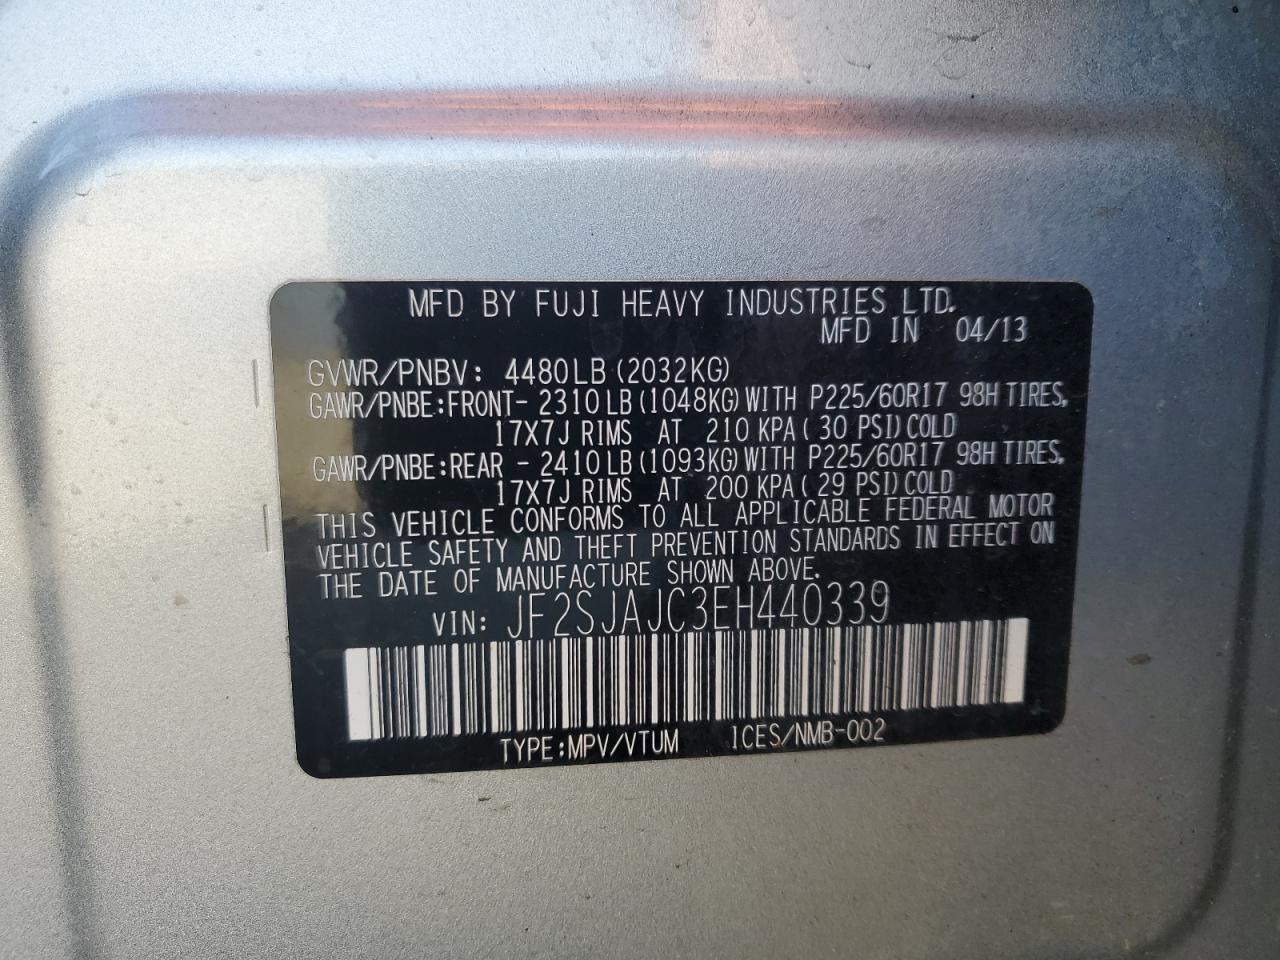 MFD BY FUJI HEAVY INDUSTRIES LTD.
MFD IN 04/13
GVWR/PNBV: 4480LB(2032KG)
GAWR/PNBE:FRONT- 2310LB(1048KG)WITH P225/60R17 98H TIRES,
17X7J RIMS AT 210 KPA( 30 PSI)COLD
GAWR/PNBE:REAR - 2410LB(1093KG)WITH P225/60R17 98H TIRES,
17X7J RIMS AT 200 KPA( 29 PSI)COLD
THIS VEHICLE CONFORMS TO ALL APPLICABLE FEDERAL MOTOR
VEHICLE SAFETY AND THEFT PREVENTION STANDARDS IN EFFECT ON
THE DATE OF MANUFACTURE SHOWN ABOVE.
VIN: JF2SJAJC3EH440339
TYPE:MPV/VTUM ICES/NMB-002